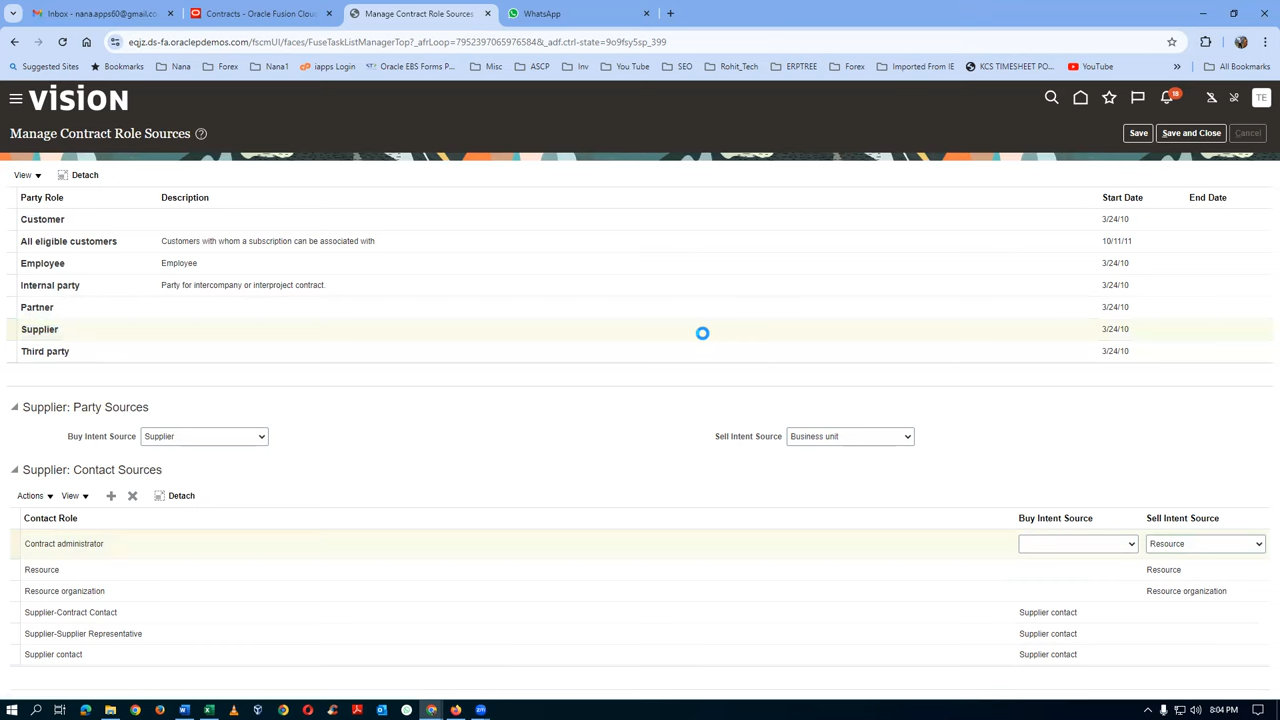 Inbox - nana.apps60@gmail.co
Contracts - Oracle Fusion Cloud
Manage Contract Role Sources
WhatsApp
eqjz.ds-fa.oraclepdemos.com/fscmUI/faces/FuseTaskListManagerTop?_afrLoop=7952397065976584&_adf.ctrl-state=9o9fsy5sp_399
Suggested Sites
Bookmarks
Nana
Forex
Nana1
iapps Login
Oracle EBS Forms P...
Misc
ASCP
Inv
You Tube
SEO
Rohit_Tech
ERPTREE
Forex
Imported From IE
KCS TIMESHEET PO...
YouTube
All Bookmarks
VISION
18
TE
Manage Contract Role Sources
Save
Save and Close
Cancel
View
Detach
Party Role Description Start Date End Date
Customer 3/24/10
All eligible customers Customers with whom a subscription can be associated with 10/11/11
Employee Employee 3/24/10
Internal party Party for intercompany or interproject contract. 3/24/10
Partner 3/24/10
Supplier 3/24/10
Third party 3/24/10
Supplier: Party Sources
Buy Intent Source Supplier Sell Intent Source Business unit
Supplier: Contact Sources
Actions View Detach
Contact Role Buy Intent Source Sell Intent Source
Contract administrator Resource
Resource Resource
Resource organization Resource organization
Supplier-Contract Contact Supplier contact
Supplier-Supplier Representative Supplier contact
Supplier contact Supplier contact
8:04 PM